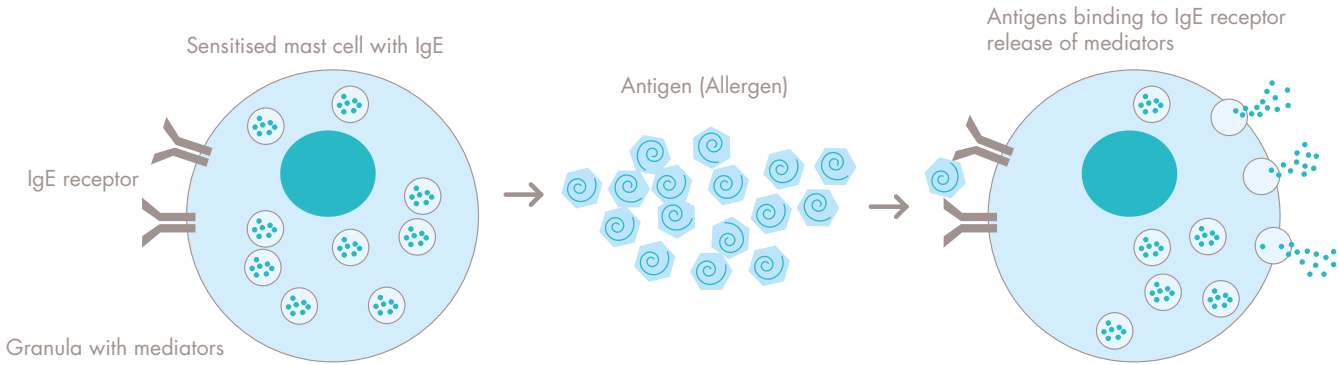 Sensitised mast cell with IgE
IgE receptor
Granula with mediators
Antigen (Allergen)
Antigens binding to IgE receptor
release of mediators